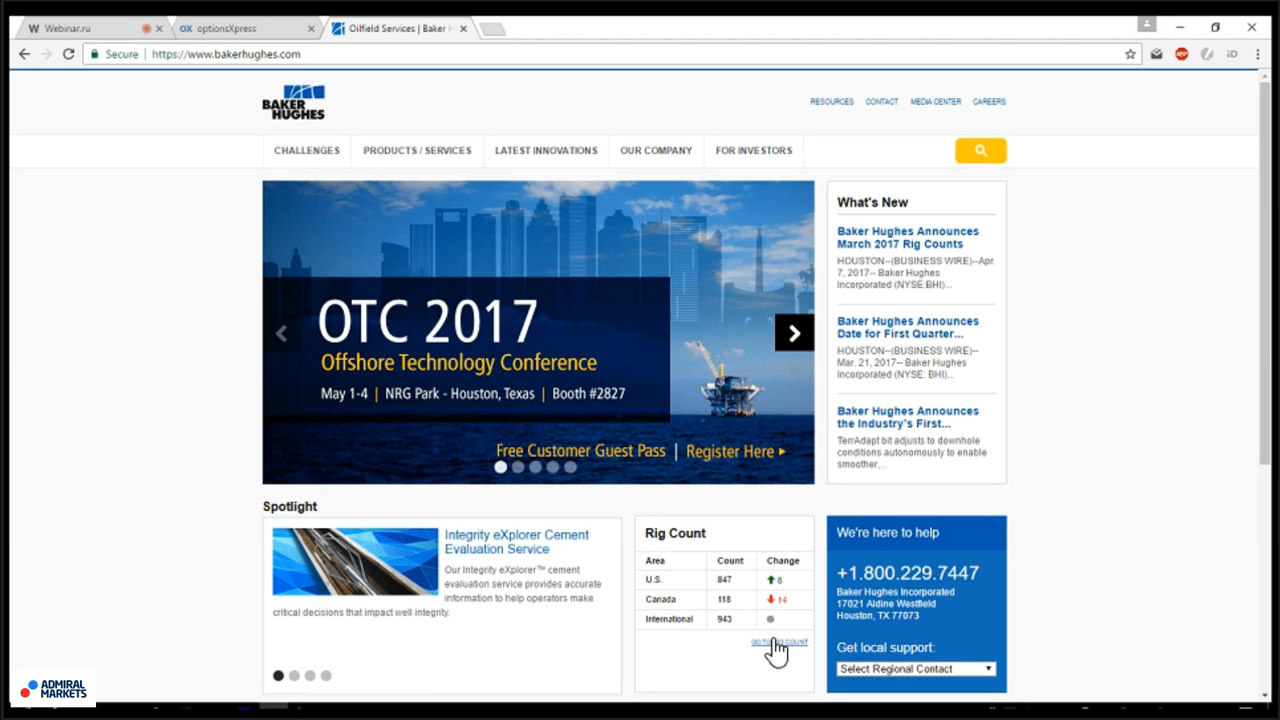 Webinar.ru
OX optionsXpress
Oilfield Services | Baker H
Secure | https://www.bakerhughes.com
BAKER
HUGHES
RESOURCES CONTACT MEDIA CENTER CAREERS
CHALLENGES PRODUCTS / SERVICES LATEST INNOVATIONS OUR COMPANY FOR INVESTORS
OTC 2017
Offshore Technology Conference
May 1-4 | NRG Park - Houston, Texas | Booth #2827
Free Customer Guest Pass | Register Here
What's New
Baker Hughes Announces
March 2017 Rig Counts
HOUSTON--(BUSINESS WIRE)--Apr.
7, 2017-- Baker Hughes
Incorporated (NYSE:BHI)...
Baker Hughes Announces
Date for First Quarter...
HOUSTON--(BUSINESS WIRE)--
Mar. 21, 2017-- Baker Hughes
Incorporated (NYSE: BHI)...
Baker Hughes Announces
the Industry's First...
TerrAdapt bit adjusts to downhole
conditions autonomously to enable
smoother,...
Spotlight
Integrity eXplorer Cement
Evaluation Service
Our Integrity eXplorer™ cement
evaluation service provides accurate
information to help operators make
critical decisions that impact well integrity.
Rig Count
Area Count Change
U.S. 847 8
Canada 118 14
International 943
GO TO COUNT
We're here to help
+1.800.229.7447
Baker Hughes Incorporated
17021 Aldine Westfield
Houston, TX 77073
Get local support:
Select Regional Contact
ADMIRAL
MARKETS